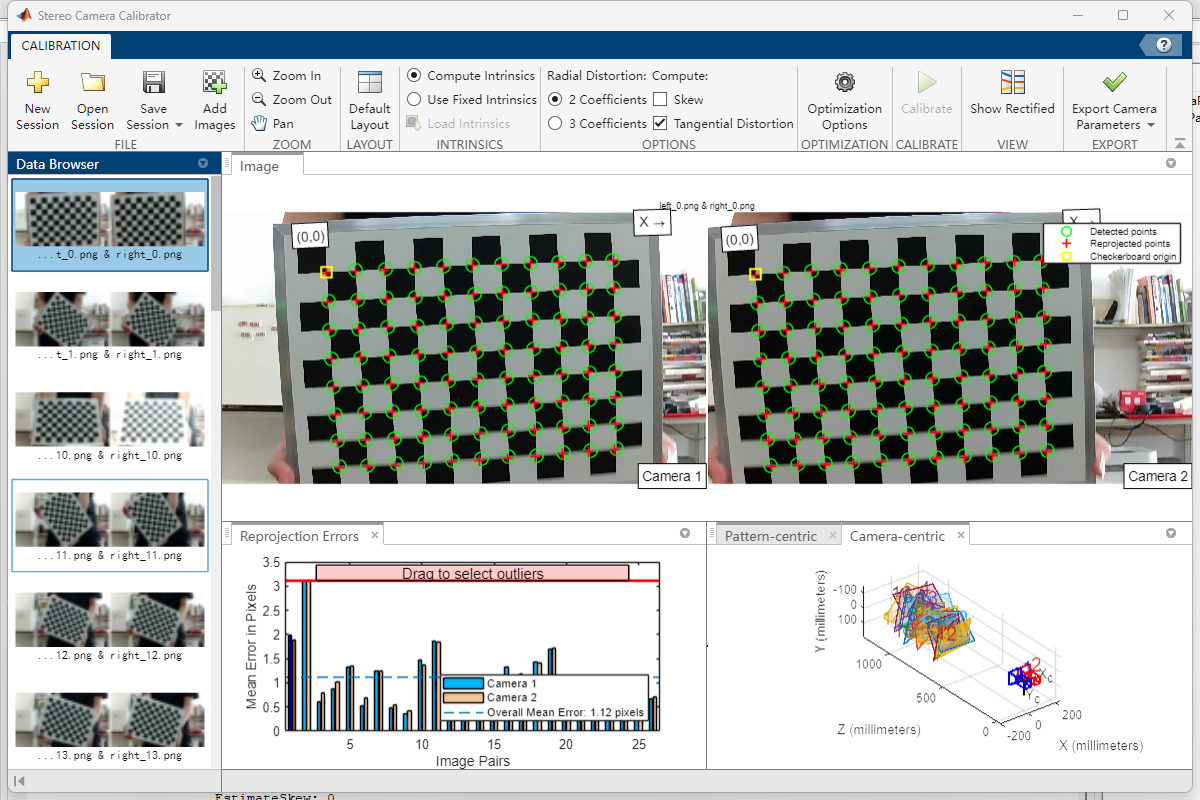 Stereo Camera Calibrator
CALIBRATION
?
New Session
Open Session
Save Session
Add Images
FILE
Zoom In
Zoom Out
Pan
ZOOM
Default Layout
LAYOUT
Compute Intrinsics
Use Fixed Intrinsics
Load Intrinsics
INTRINSICS
Radial Distortion: Compute:
2 Coefficients Skew
3 Coefficients Tangential Distortion
OPTIONS
Optimization Options
OPTIMIZATION
Calibrate
CALIBRATE
Show Rectified
VIEW
Export Camera Parameters
EXPORT
Data Browser
...t_0.png & right_0.png
...t_1.png & right_1.png
...10.png & right_10.png
...11.png & right_11.png
...12.png & right_12.png
...13.png & right_13.png
Image
left_0.png & right_0.png
(0,0)
X →
Camera 1
(0,0)
X →
Detected points
Reprojected points
Checkerboard origin
Camera 2
Reprojection Errors
Drag to select outliers
Mean Error in Pixels
3.5
3
2.5
2
1.5
1
0.5
0
5 10 15 20 25
Image Pairs
Camera 1
Camera 2
Overall Mean Error: 1.12 pixels
Pattern-centric
Camera-centric
Y (millimeters)
-100
0
100
1000
500
0
Z (millimeters)
-200
0
200
X (millimeters)
Xc
Yc
EstimateSkew: 0